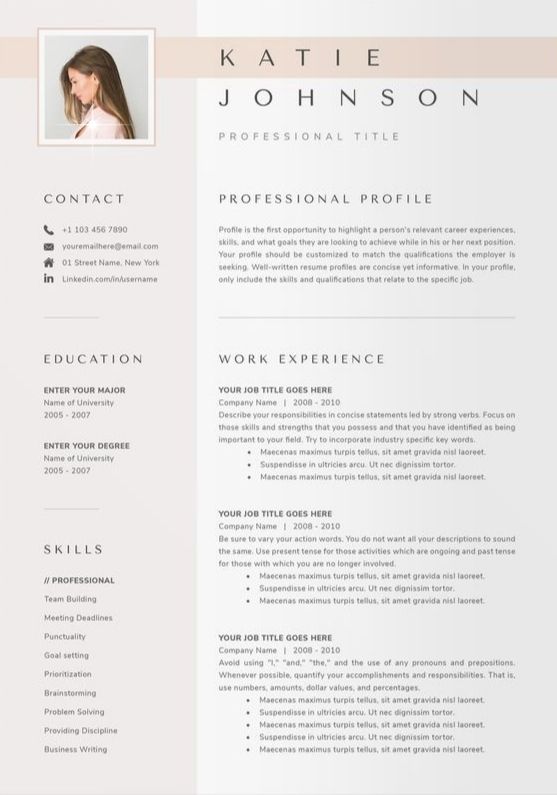 KATIE
JOHNSON
PROFESSIONAL TITLE
CONTACT
+1 103 456 7890
youremailhere@email.com
01 Street Name, New York
in Linkedin.com/in/username
EDUCATION
ENTER YOUR MAJOR
Name of University
2005 - 2007
ENTER YOUR DEGREE
Name of University
2005 - 2007
SKILLS
// PROFESSIONAL
Team Building
Meeting Deadlines
Punctuality
Goal setting
Prioritization
Brainstorming
Problem Solving
Providing Discipline
Business Writing
PROFESSIONAL PROFILE
Profile is the first opportunity to highlight a person's relevant career experiences,
skills, and what goals they are looking to achieve while in his or her next position.
Your profile should be customized to match the qualifications the employer is
seeking. Well-written resume profiles are concise yet informative. In your profile,
only include the skills and qualifications that relate to the specific job.
WORK EXPERIENCE
YOUR JOB TITLE GOES HERE
Company Name | 2008 - 2010
Describe your responsibilities in concise statements led by strong verbs. Focus on
those skills and strengths that you possess and that you have identified as being
important to your field. Try to incorporate industry specific key words.
• Maecenas maximus turpis tellus, sit amet gravida nisl laoreet.
• Suspendisse in ultricies arcu. Ut nec dignissim tortor.
• Maecenas maximus turpis tellus, sit amet gravida nisl laoreet.
YOUR JOB TITLE GOES HERE
Company Name | 2008 - 2010
Be sure to vary your action words. You do not want all your descriptions to sound
the same. Use present tense for those activities which are ongoing and past tense
for those with which you are no longer involved.
• Maecenas maximus turpis tellus, sit amet gravida nisl laoreet.
• Suspendisse in ultricies arcu. Ut nec dignissim tortor.
• Maecenas maximus turpis tellus, sit amet gravida nisl laoreet.
YOUR JOB TITLE GOES HERE
Company Name | 2008 - 2010
Avoid using "I," "and," "the," and the use of any pronouns and prepositions.
Whenever possible, quantify your accomplishments and responsibilities. That is,
use numbers, amounts, dollar values, and percentages.
• Maecenas maximus turpis tellus, sit amet gravida nisl laoreet.
• Suspendisse in ultricies arcu. Ut nec dignissim tortor.
• Maecenas maximus turpis tellus, sit amet gravida nisl laoreet.
• Suspendisse in ultricies arcu. Ut nec dignissim tortor.
• Maecenas maximus turpis tellus, sit amet gravida nisl laoreet.